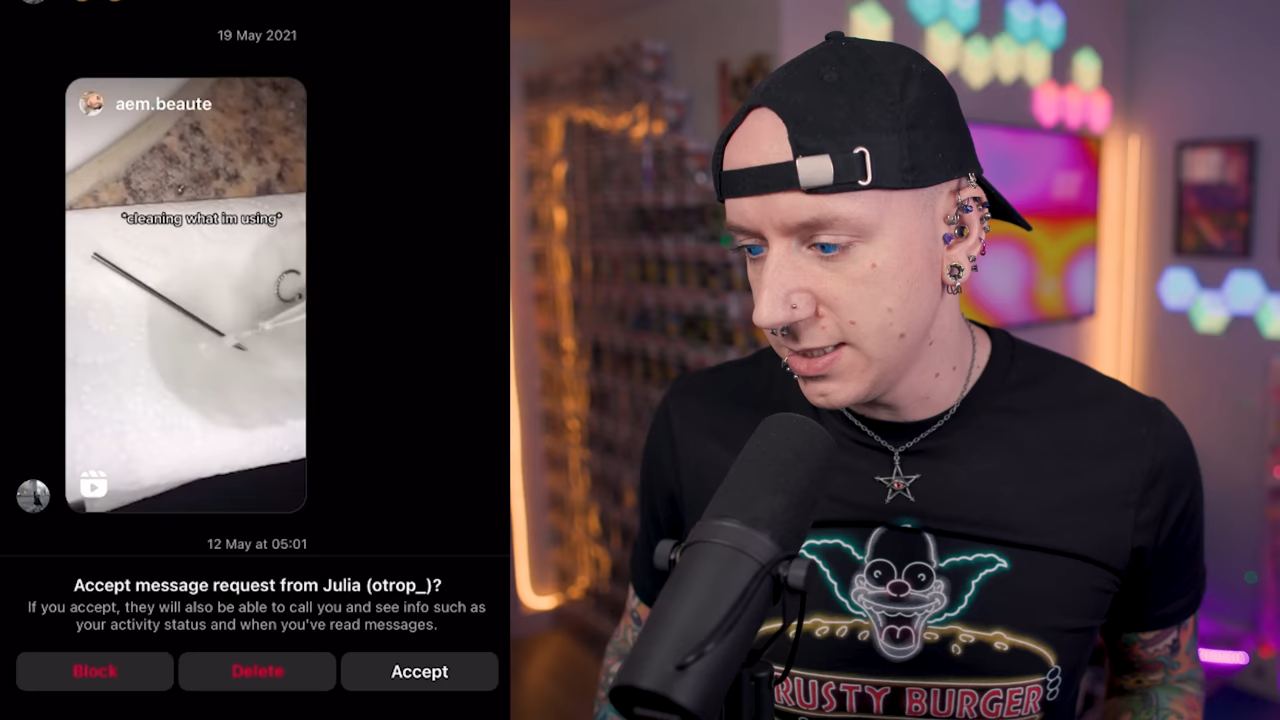 19 May 2021
aem.beaute
*cleaning what im using*
12 May at 05:01
Accept message request from Julia (otrop_)?
If you accept, they will also be able to call you and see info such as
your activity status and when you've read messages.
Block
Delete
Accept
RUSTY BURGER